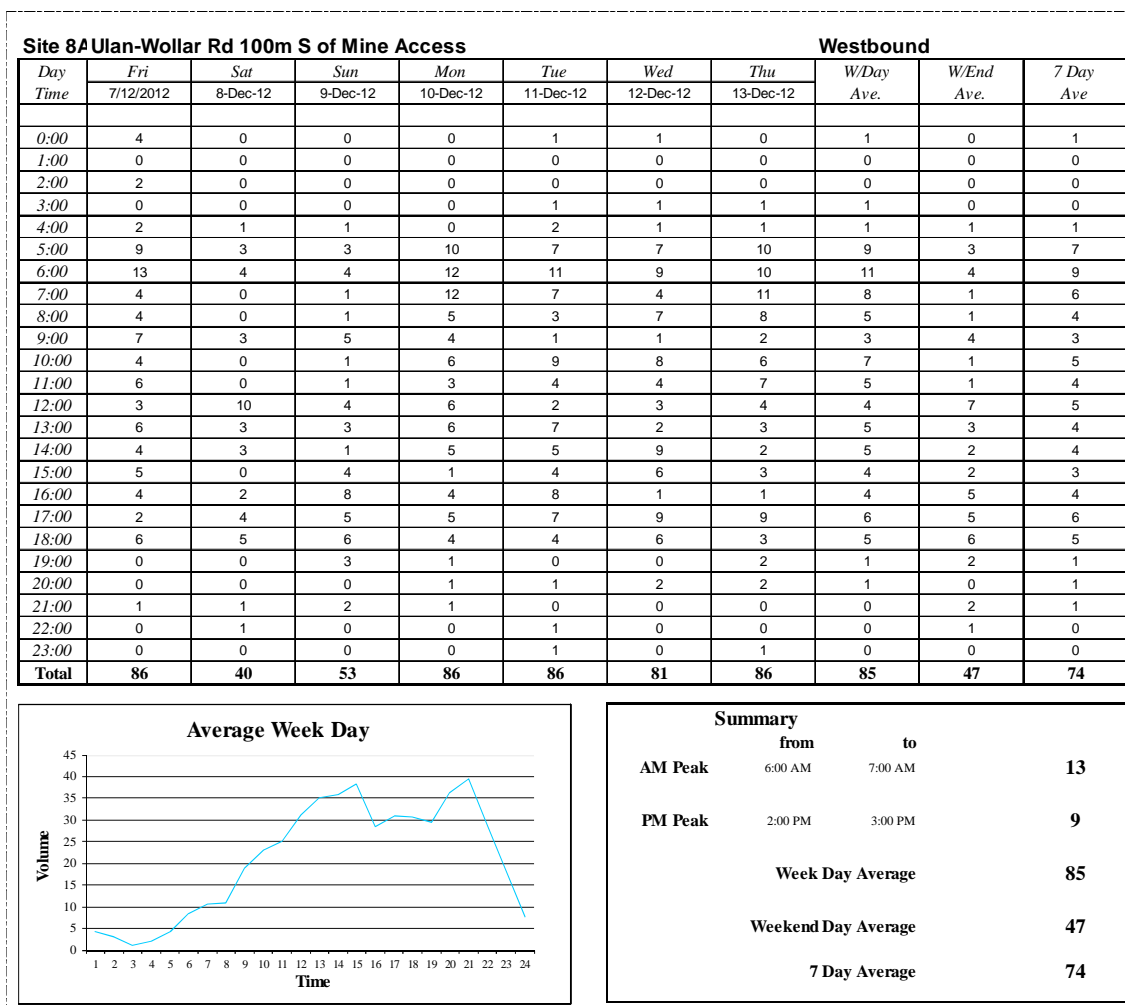 Site 8A Ulan-Wollar Rd 100m S of Mine Access Westbound
Day Fri Sat Sun Mon Tue Wed Thu W/Day W/End 7 Day
Time 7/12/2012 8-Dec-12 9-Dec-12 10-Dec-12 11-Dec-12 12-Dec-12 13-Dec-12 Ave. Ave. Ave
0:00 4 0 0 0 1 1 0 1 0 1
1:00 0 0 0 0 0 0 0 0 0 0
2:00 2 0 0 0 0 0 0 0 0 0
3:00 0 0 0 0 1 1 1 1 0 0
4:00 2 1 1 0 2 1 1 1 1 1
5:00 9 3 3 10 7 7 10 9 3 7
6:00 13 4 4 12 11 9 10 11 4 9
7:00 4 0 1 12 7 4 11 8 1 6
8:00 4 0 1 5 3 7 8 5 1 4
9:00 7 3 5 4 1 1 2 3 4 3
10:00 4 0 1 6 9 8 6 7 1 5
11:00 6 0 1 3 4 4 7 5 1 4
12:00 3 10 4 6 2 3 4 4 7 5
13:00 6 3 3 6 7 2 3 5 3 4
14:00 4 3 1 5 5 9 2 5 2 4
15:00 5 0 4 1 4 6 3 4 2 3
16:00 4 2 8 4 8 1 1 4 5 4
17:00 2 4 5 5 7 9 9 6 5 6
18:00 6 5 6 4 4 6 3 5 6 5
19:00 0 0 3 1 0 0 2 1 2 1
20:00 0 0 0 1 1 2 2 1 0 1
21:00 1 1 2 1 0 0 0 0 2 1
22:00 0 1 0 0 1 0 0 0 1 0
23:00 0 0 0 0 1 0 1 0 0 0
Total 86 40 53 86 86 81 86 85 47 74
Average Week Day
45
40
35
30
25
20
15
10
5
0
Volume
1 2 3 4 5 6 7 8 9 10 11 12 13 14 15 16 17 18 19 20 21 22 23 24
Time
Summary
from to
AM Peak 6:00 AM 7:00 AM 13
PM Peak 2:00 PM 3:00 PM 9
Week Day Average 85
Weekend Day Average 47
7 Day Average 74